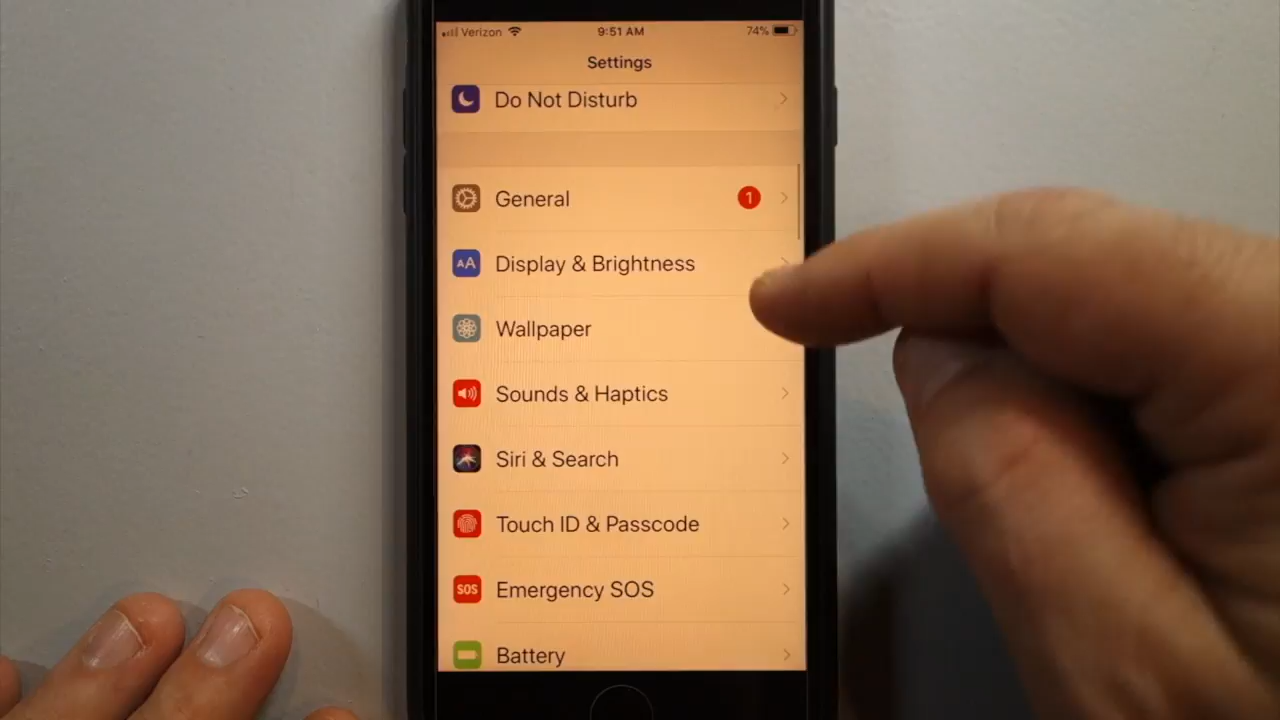 Verizon 9:51 AM 74%
Settings
Do Not Disturb
General 1
AA Display & Brightness
Wallpaper
Sounds & Haptics
Siri & Search
Touch ID & Passcode
SOS Emergency SOS
Battery